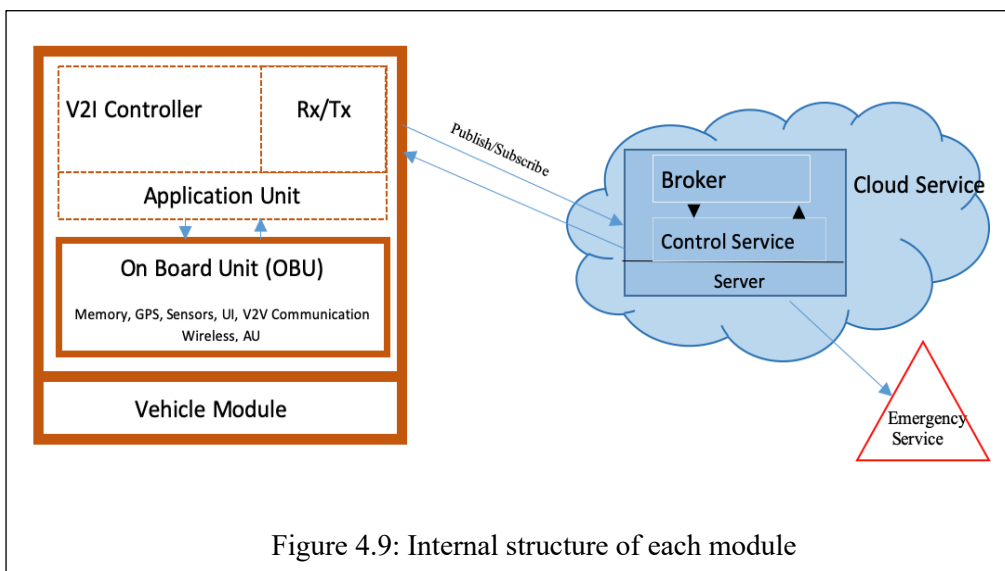 V2I Controller
Rx/Tx
Application Unit
On Board Unit (OBU)
Memory, GPS, Sensors, UI, V2V Communication
Wireless, AU
Vehicle Module
Publish/Subscribe
Broker
Control Service
Server
Cloud Service
Emergency
Service
Figure 4.9: Internal structure of each module